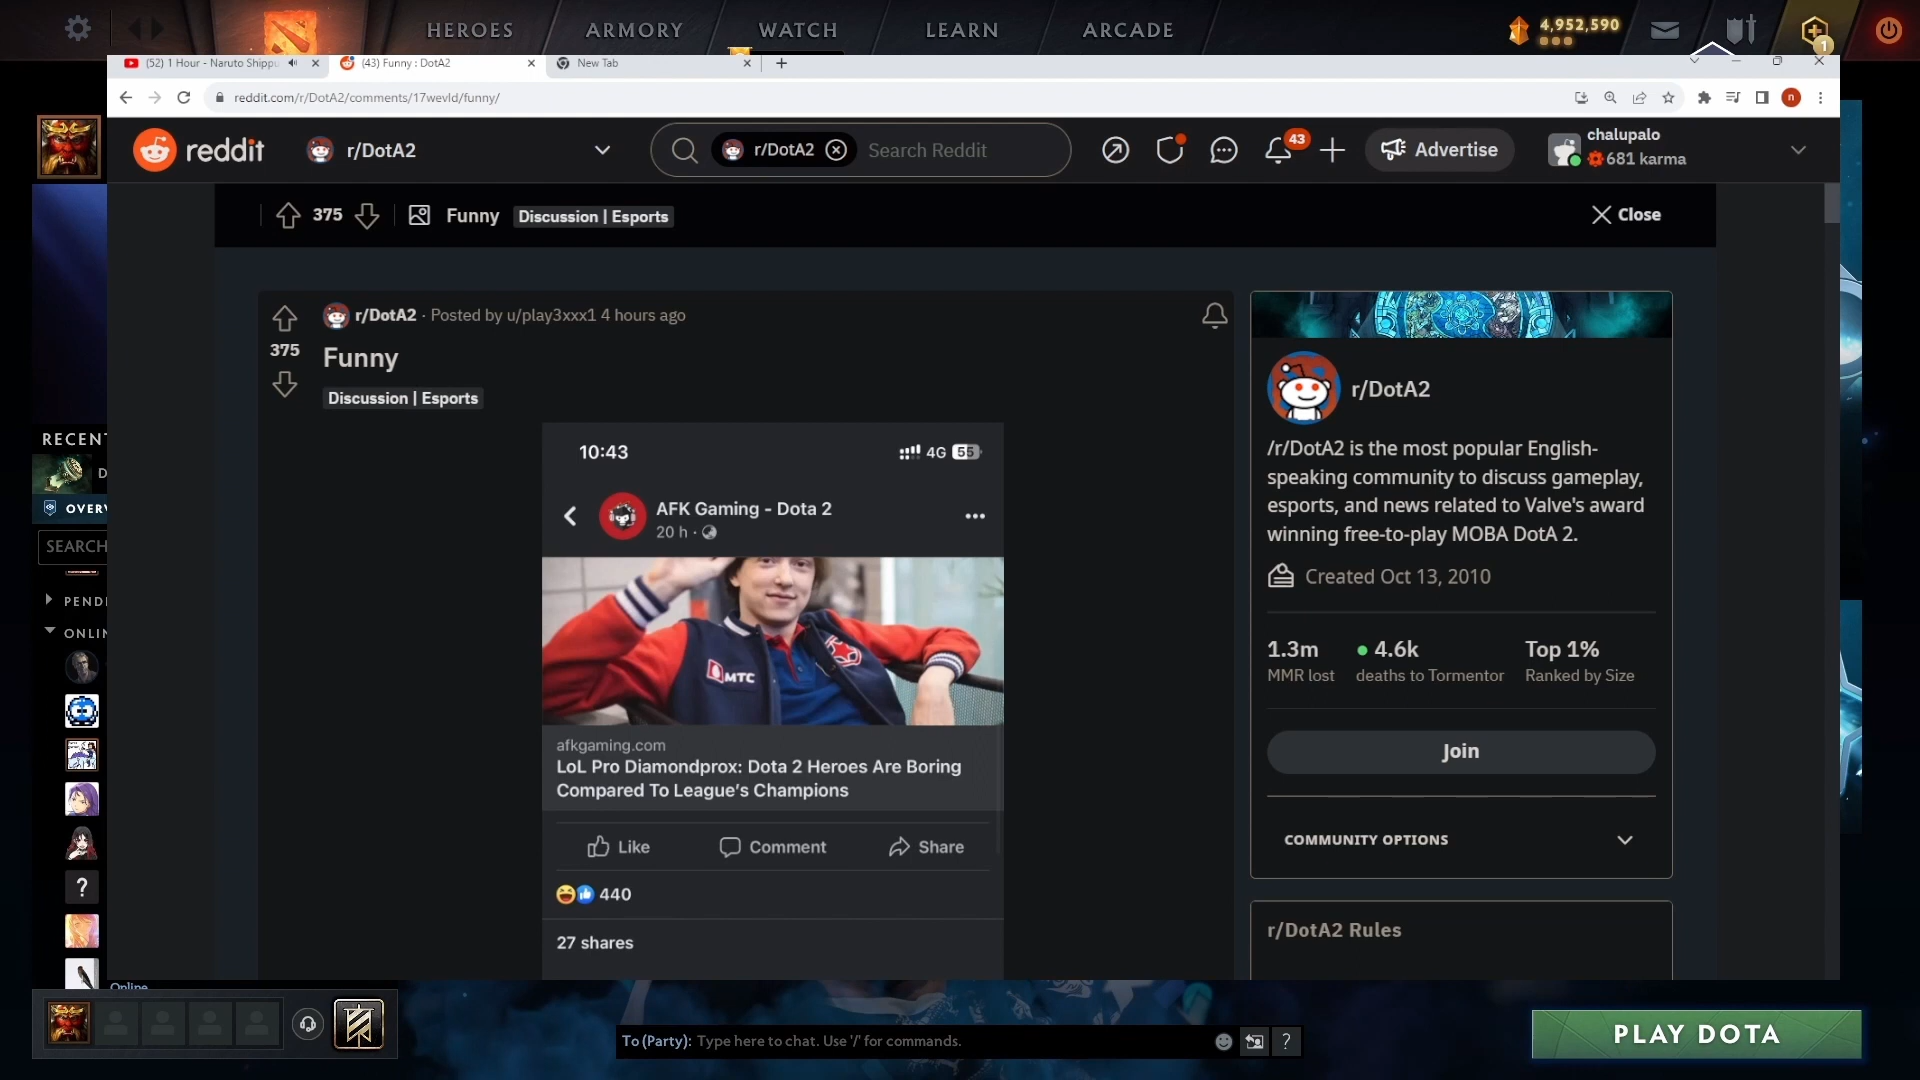 HEROES
ARMORY
WATCH
LEARN
ARCADE
4,952,590
1
(52) 1 Hour - Naruto Shippu
(43) Funny : DotA2
New Tab
reddit.com/r/DotA2/comments/17wevld/funny/
n
reddit
r/DotA2
r/DotA2
Search Reddit
43
Advertise
chalupalo
681 karma
375
Funny
Discussion | Esports
Close
r/DotA2 · Posted by u/play3xxx1 4 hours ago
375
Funny
Discussion | Esports
10:43
4G 55
AFK Gaming - Dota 2
20 h ·
MTC
afkgaming.com
LoL Pro Diamondprox: Dota 2 Heroes Are Boring
Compared To League's Champions
Like
Comment
Share
440
27 shares
r/DotA2
/r/DotA2 is the most popular English-
speaking community to discuss gameplay,
esports, and news related to Valve's award
winning free-to-play MOBA DotA 2.
Created Oct 13, 2010
1.3m
4.6k
Top 1%
MMR lost
deaths to Tormentor
Ranked by Size
Join
COMMUNITY OPTIONS
r/DotA2 Rules
RECENT
D
OVERV
SEARCH
PENDI
ONLIN
?
Online
To (Party): Type here to chat. Use '/' for commands.
?
PLAY DOTA